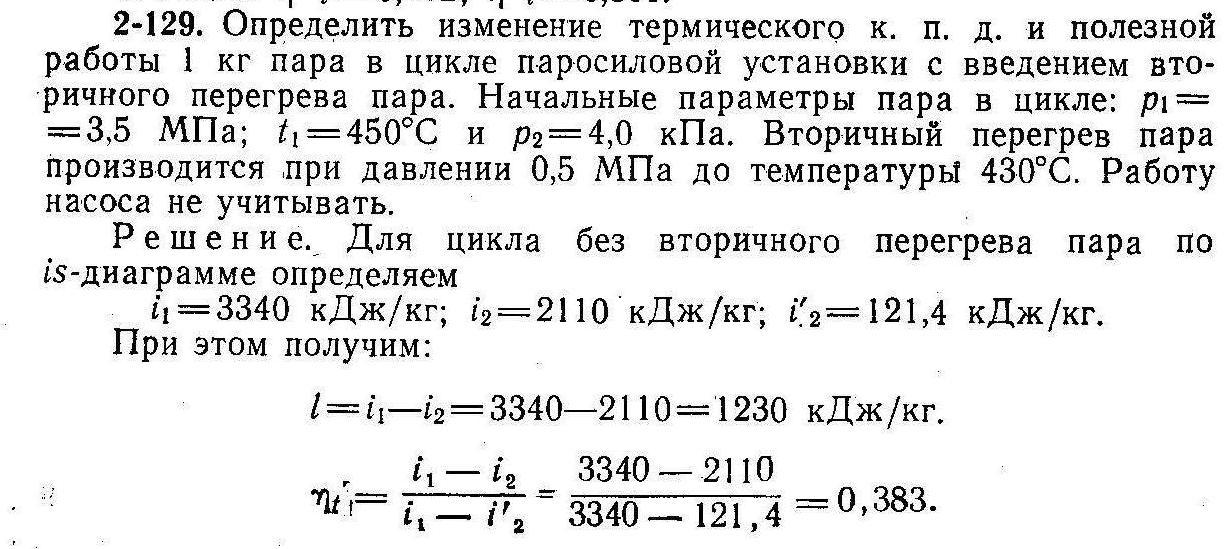 2-129. Определить изменение термического к. п. д. и полезной
работы 1 кг пара в цикле паросиловой установки с введением вто-
ричного перегрева пара. Начальные параметры пара в цикле: p₁=
=3,5 МПа; t₁=450°С и p₂=4,0 кПа. Вторичный перегрев пара
производится при давлении 0,5 МПа до температуры 430°С. Работу
насоса не учитывать.
Решение. Для цикла без вторичного перегрева пара по
is-диаграмме определяем
i₁=3340 кДж/кг; i₂=2110 кДж/кг; i′₂=121,4 кДж/кг.
При этом получим:
l=i₁—i₂=3340—2110=1230 кДж/кг.
i₁ — i₂ 3340 — 2110
ηt = = = 0,383.
i₁ — i′₂ 3340 — 121,4